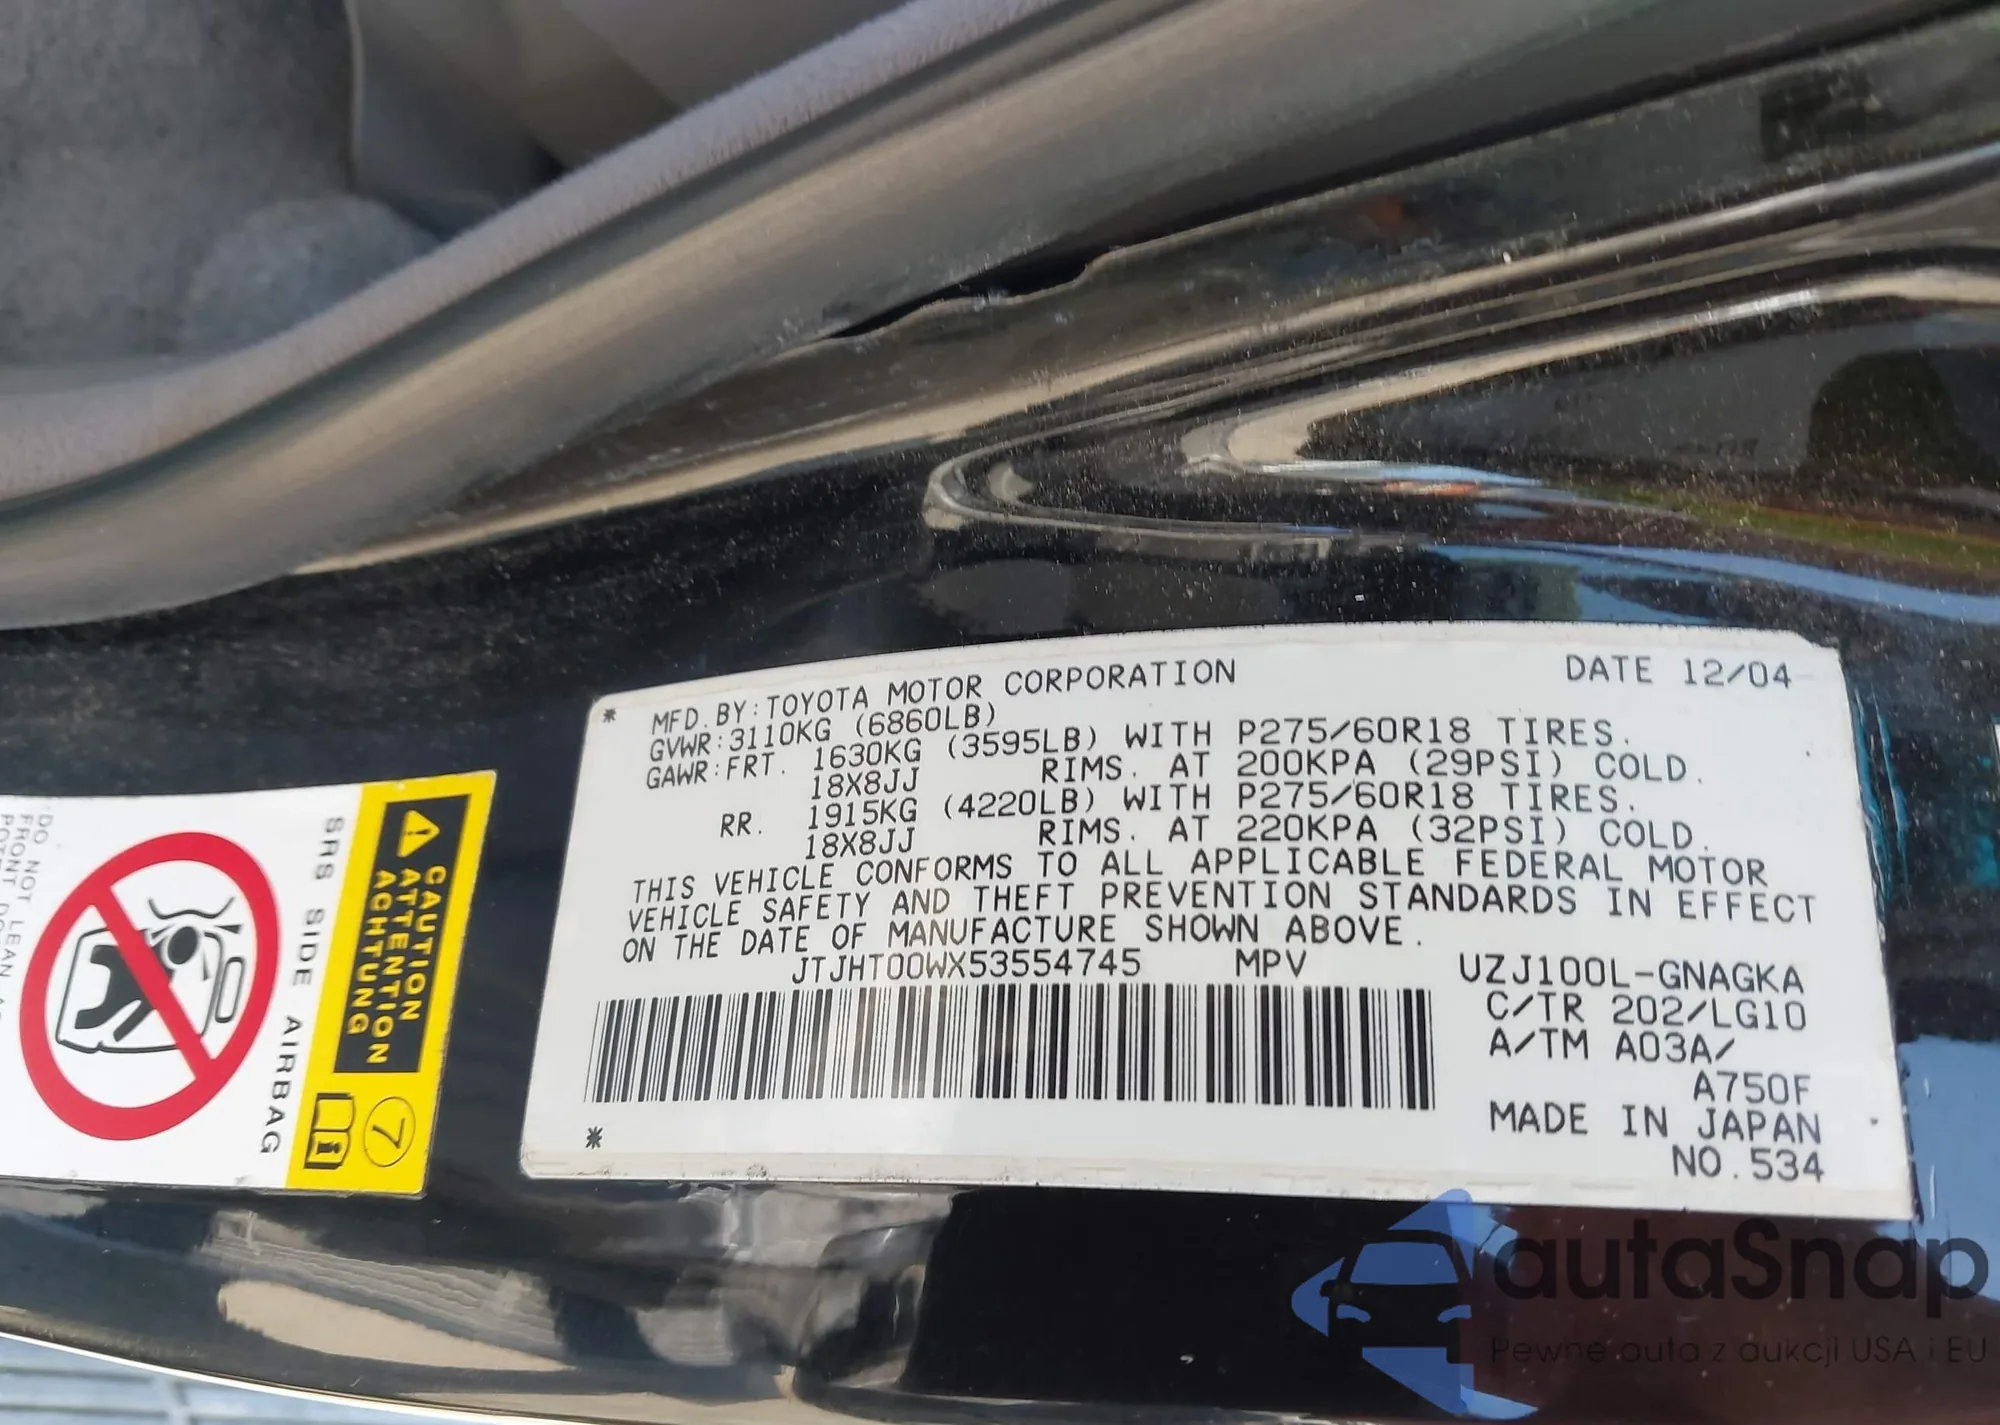 * MFD.BY:TOYOTA MOTOR CORPORATION DATE 12/04
GVWR:3110KG (6860LB)
GAWR:FRT. 1630KG (3595LB) WITH P275/60R18 TIRES.
18X8JJ RIMS. AT 200KPA (29PSI) COLD.
RR. 1915KG (4220LB) WITH P275/60R18 TIRES.
18X8JJ RIMS. AT 220KPA (32PSI) COLD.
THIS VEHICLE CONFORMS TO ALL APPLICABLE FEDERAL MOTOR
VEHICLE SAFETY AND THEFT PREVENTION STANDARDS IN EFFECT
ON THE DATE OF MANUFACTURE SHOWN ABOVE.
JTJHT00WX53554745 MPV UZJ100L-GNAGKA
C/TR 202/LG10
A/TM A03A/
A750F
MADE IN JAPAN
* NO.534
CAUTION
ATTENTION
ACHTUNG
7
SRS SIDE AIRBAG
DO NOT LEAN
FRONT DOOR
autaSnap
Pewne auta z aukcji USA i EU